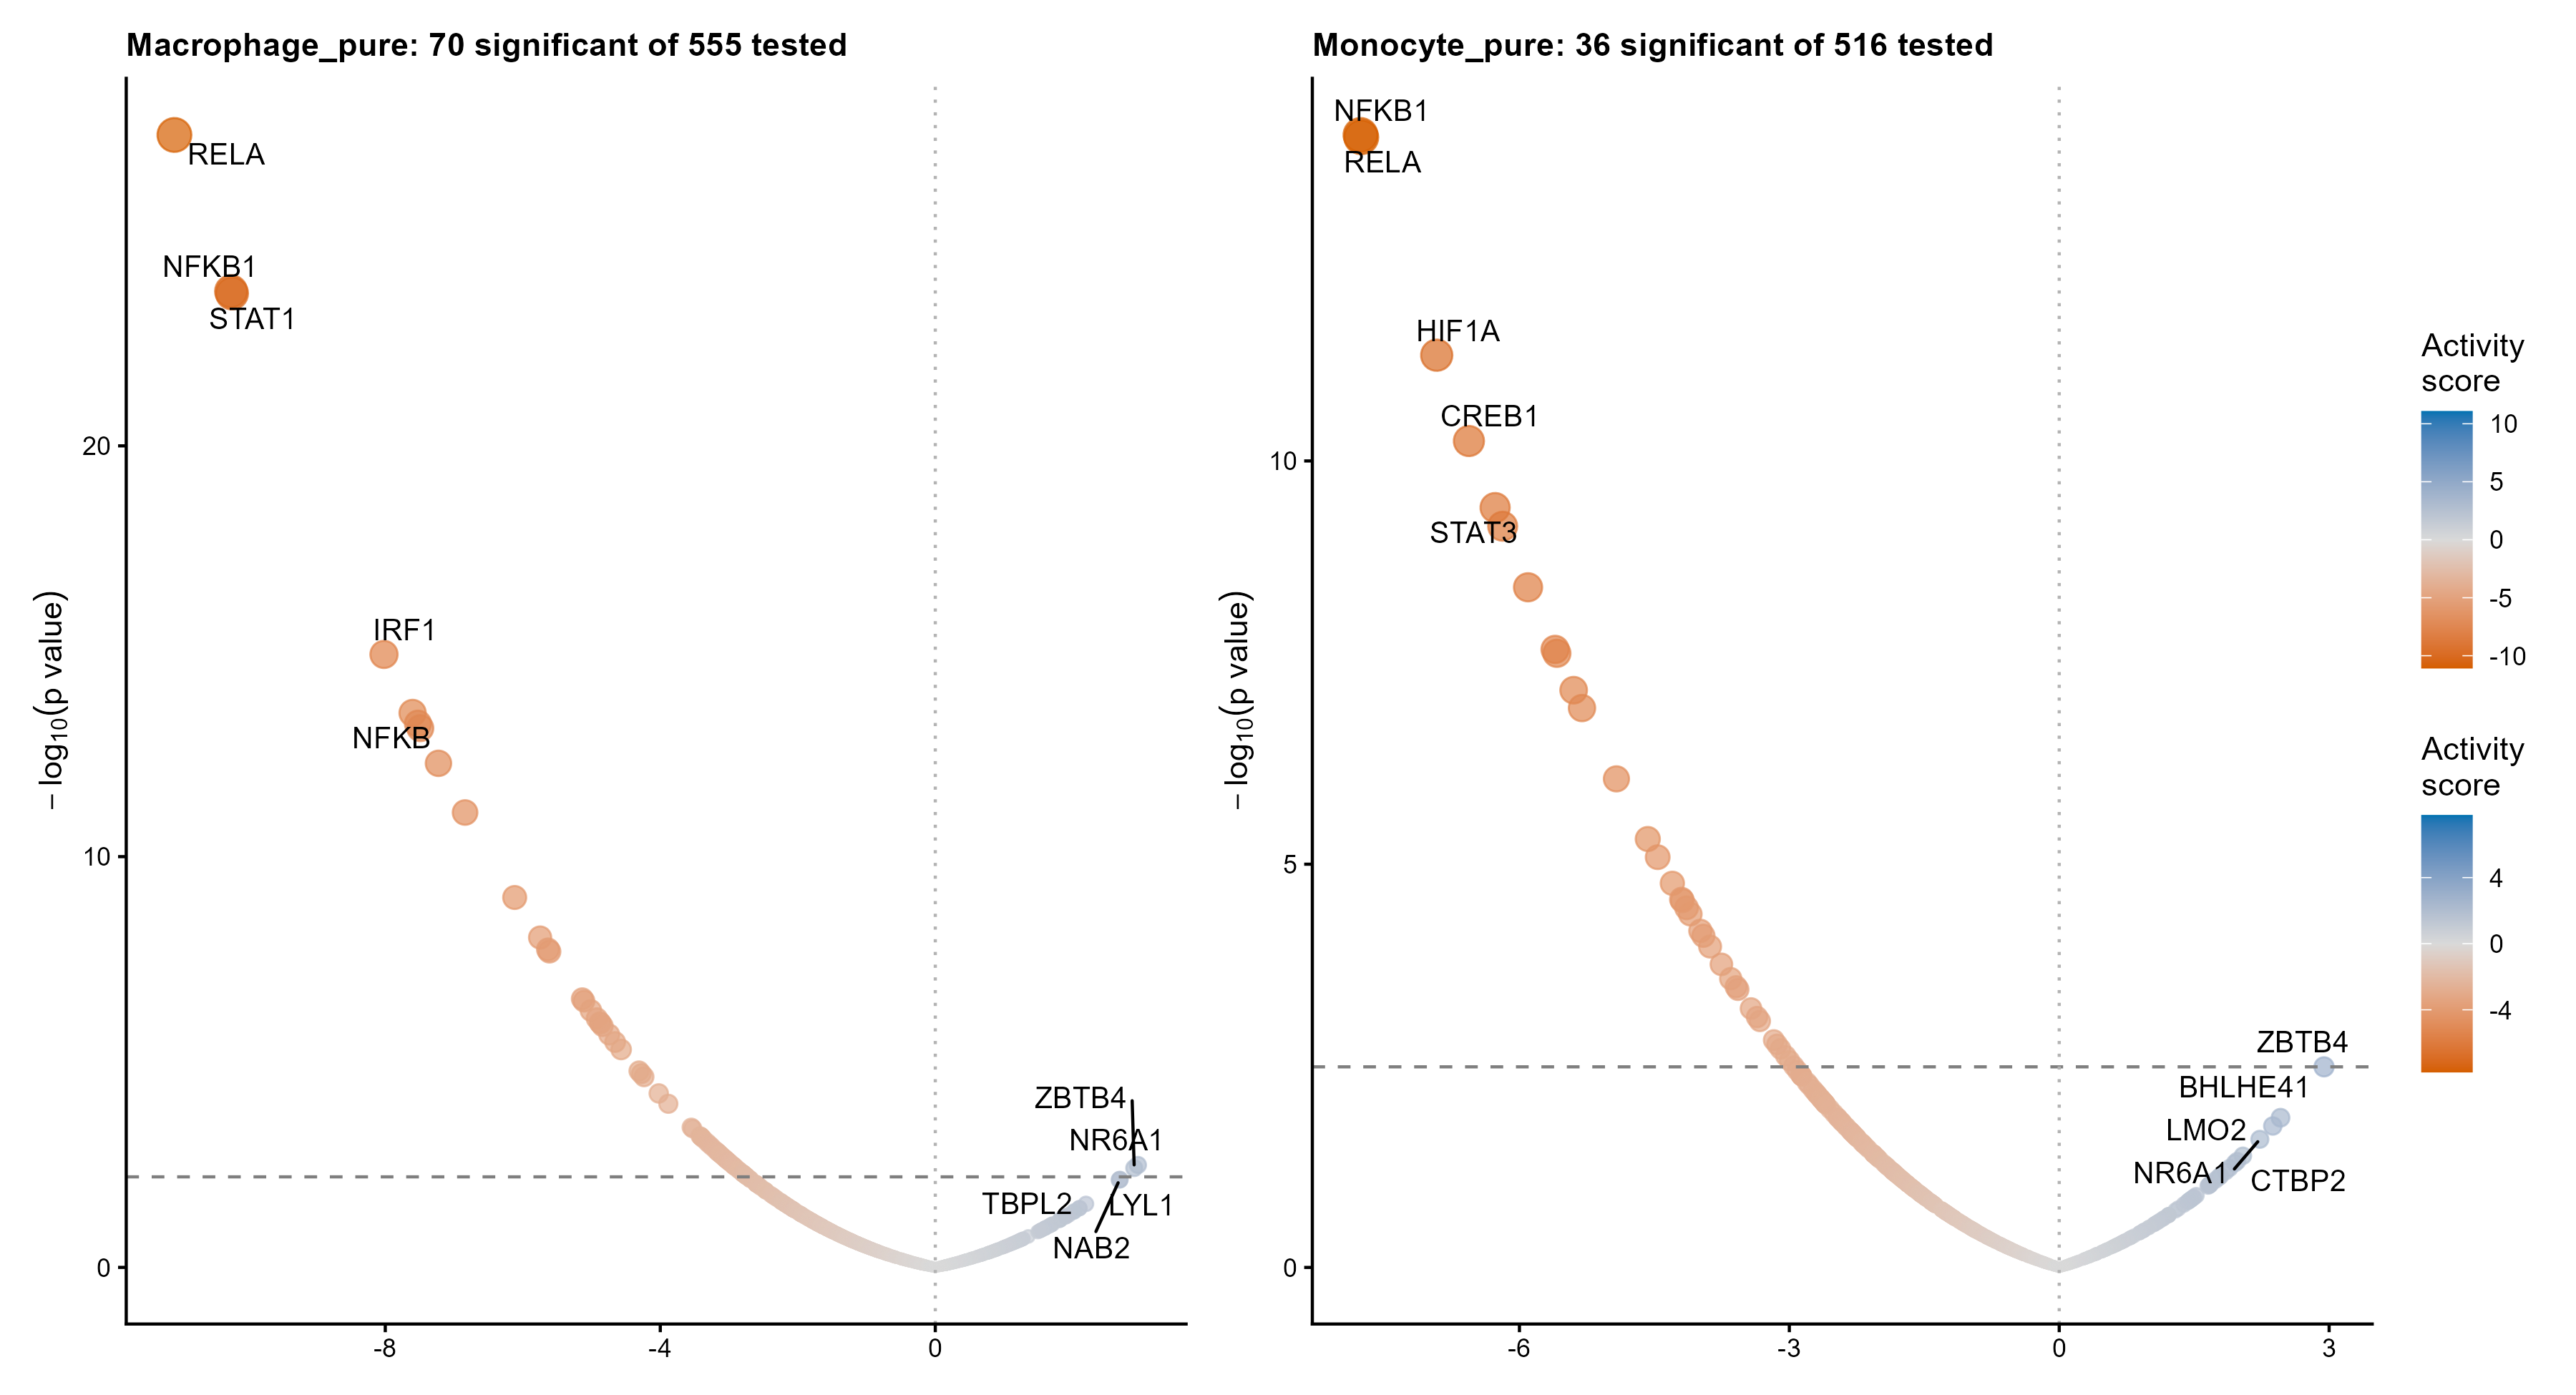 Macrophage_pure: 70 significant of 555 tested
− log10(p value)
20
10
0
-8
-4
0
RELA
NFKB1
STAT1
IRF1
NFKB
ZBTB4
NR6A1
TBPL2
LYL1
NAB2
Monocyte_pure: 36 significant of 516 tested
− log10(p value)
10
5
0
-6
-3
0
3
NFKB1
RELA
HIF1A
CREB1
STAT3
ZBTB4
BHLHE41
LMO2
NR6A1
CTBP2
Activity
score
10
5
0
-5
-10
Activity
score
4
0
-4